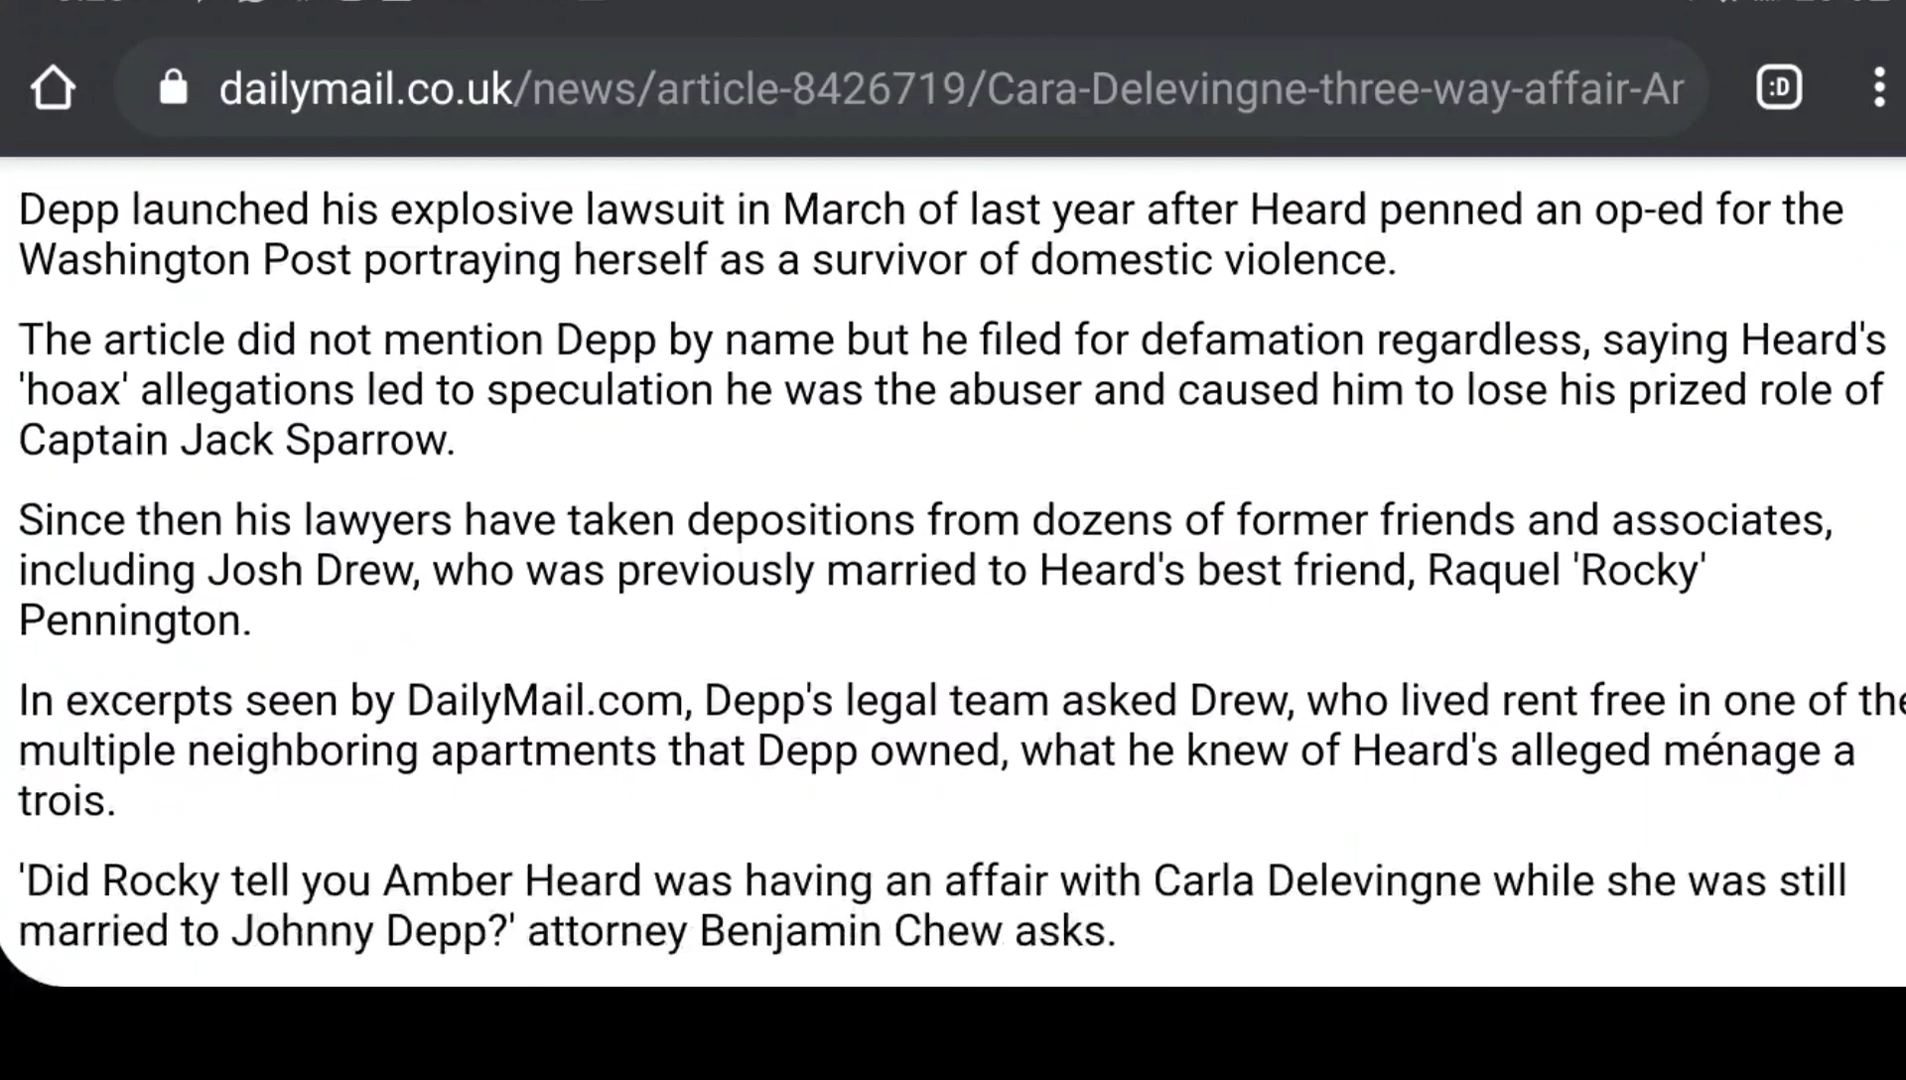 dailymail.co.uk/news/article-8426719/Cara-Delevingne-three-way-affair-Ar
:D
Depp launched his explosive lawsuit in March of last year after Heard penned an op-ed for the
Washington Post portraying herself as a survivor of domestic violence.
The article did not mention Depp by name but he filed for defamation regardless, saying Heard's
'hoax' allegations led to speculation he was the abuser and caused him to lose his prized role of
Captain Jack Sparrow.
Since then his lawyers have taken depositions from dozens of former friends and associates,
including Josh Drew, who was previously married to Heard's best friend, Raquel 'Rocky'
Pennington.
In excerpts seen by DailyMail.com, Depp's legal team asked Drew, who lived rent free in one of the
multiple neighboring apartments that Depp owned, what he knew of Heard's alleged ménage a
trois.
'Did Rocky tell you Amber Heard was having an affair with Carla Delevingne while she was still
married to Johnny Depp?' attorney Benjamin Chew asks.